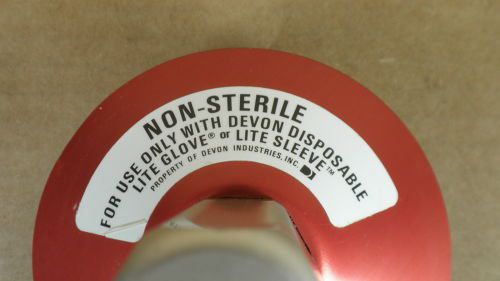 NON-STERILE
FOR USE ONLY WITH DEVON DISPOSABLE
LITE GLOVE® or LITE SLEEVE™
PROPERTY OF DEVON INDUSTRIES, INC.